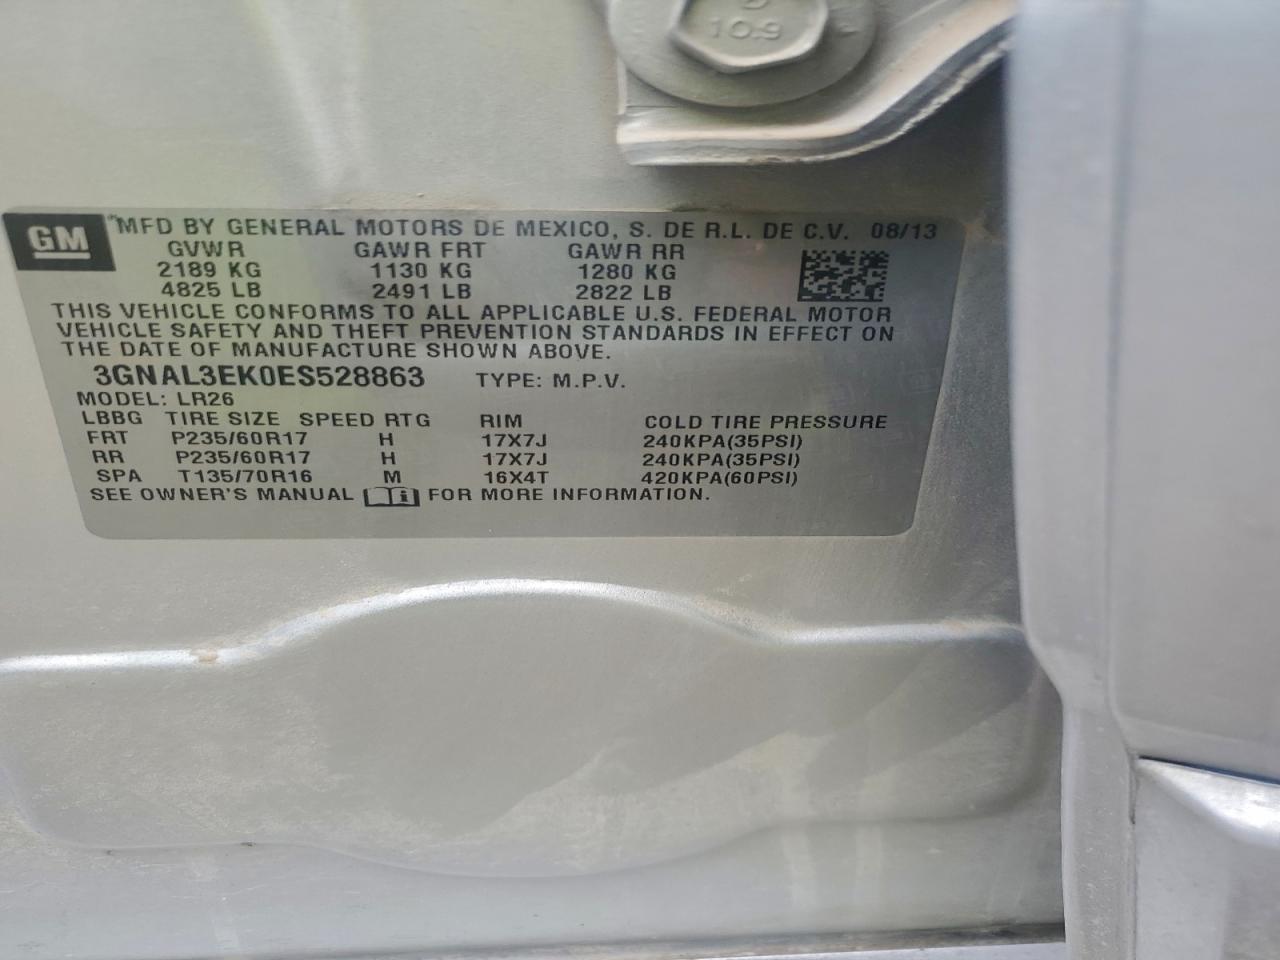 10.9
GM
MFD BY GENERAL MOTORS DE MEXICO, S. DE R.L. DE C.V. 08/13
GVWR GAWR FRT GAWR RR
2189 KG 1130 KG 1280 KG
4825 LB 2491 LB 2822 LB
THIS VEHICLE CONFORMS TO ALL APPLICABLE U.S. FEDERAL MOTOR
VEHICLE SAFETY AND THEFT PREVENTION STANDARDS IN EFFECT ON
THE DATE OF MANUFACTURE SHOWN ABOVE.
3GNAL3EK0ES528863 TYPE: M.P.V.
MODEL: LR26
LBBG TIRE SIZE SPEED RTG RIM COLD TIRE PRESSURE
FRT P235/60R17 H 17X7J 240KPA(35PSI)
RR P235/60R17 H 17X7J 240KPA(35PSI)
SPA T135/70R16 M 16X4T 420KPA(60PSI)
SEE OWNER'S MANUAL FOR MORE INFORMATION.